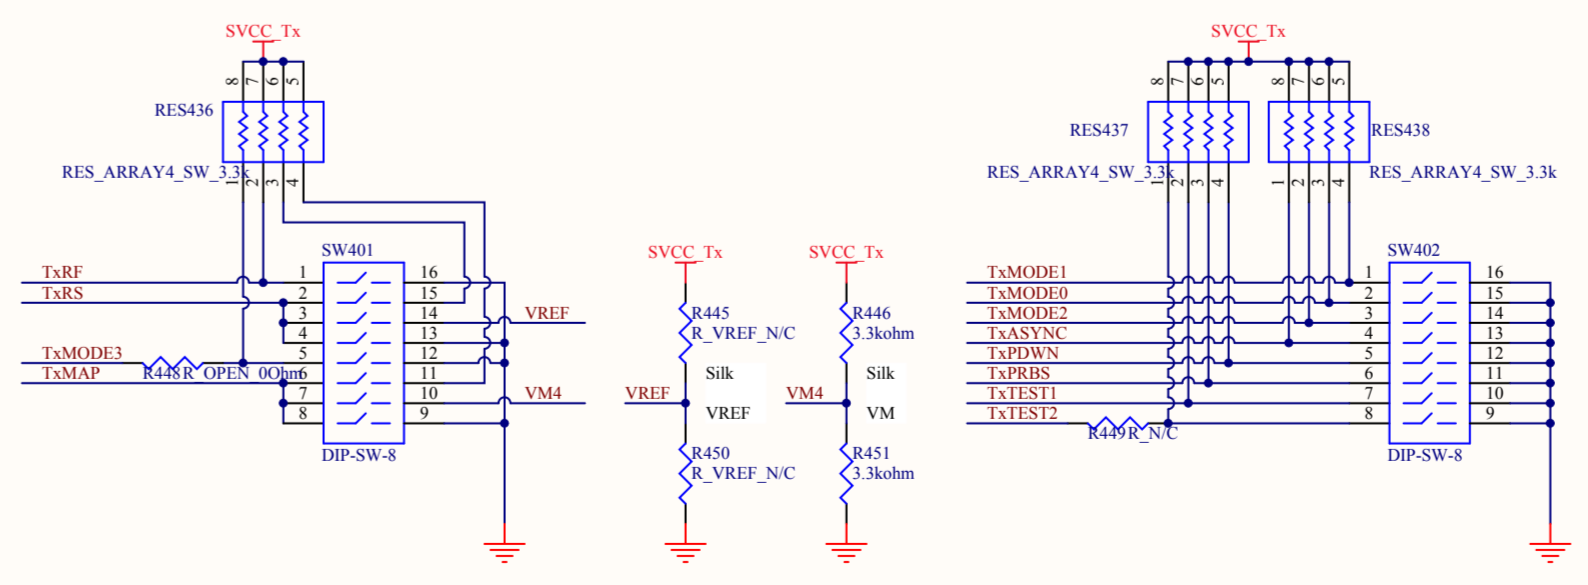 SVCC_Tx
8 7 6 5
RES436
RES_ARRAY4_SW_3.3k
1 2 3 4
SW401
TxRF 1 16
TxRS 2 15
3 14 VREF
4 13
TxMODE3 5 12
R448 R_OPEN_0Ohm
TxMAP 6 11
7 10 VM4
8 9
DIP-SW-8
SVCC_Tx
R445
R_VREF_N/C
Silk
VREF
VREF
R450
R_VREF_N/C
SVCC_Tx
R446
3.3kohm
Silk
VM4
VM
R451
3.3kohm
SVCC_Tx
8 7 6 5
8 7 6 5
RES437
RES438
RES_ARRAY4_SW_3.3k
RES_ARRAY4_SW_3.3k
1 2 3 4
1 2 3 4
SW402
TxMODE1 1 16
TxMODE0 2 15
TxMODE2 3 14
TxASYNC 4 13
TxPDWN 5 12
TxPRBS 6 11
TxTEST1 7 10
TxTEST2 8 9
R449 R_N/C
DIP-SW-8